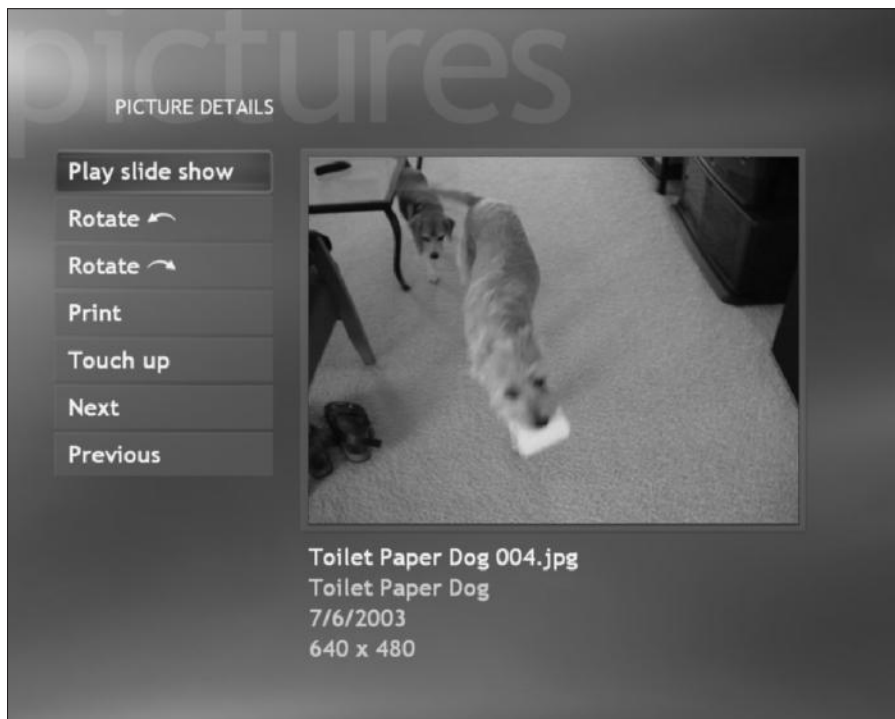 pictures
PICTURE DETAILS
Play slide show
Rotate
Rotate
Print
Touch up
Next
Previous
Toilet Paper Dog 004.jpg
Toilet Paper Dog
7/6/2003
640 x 480